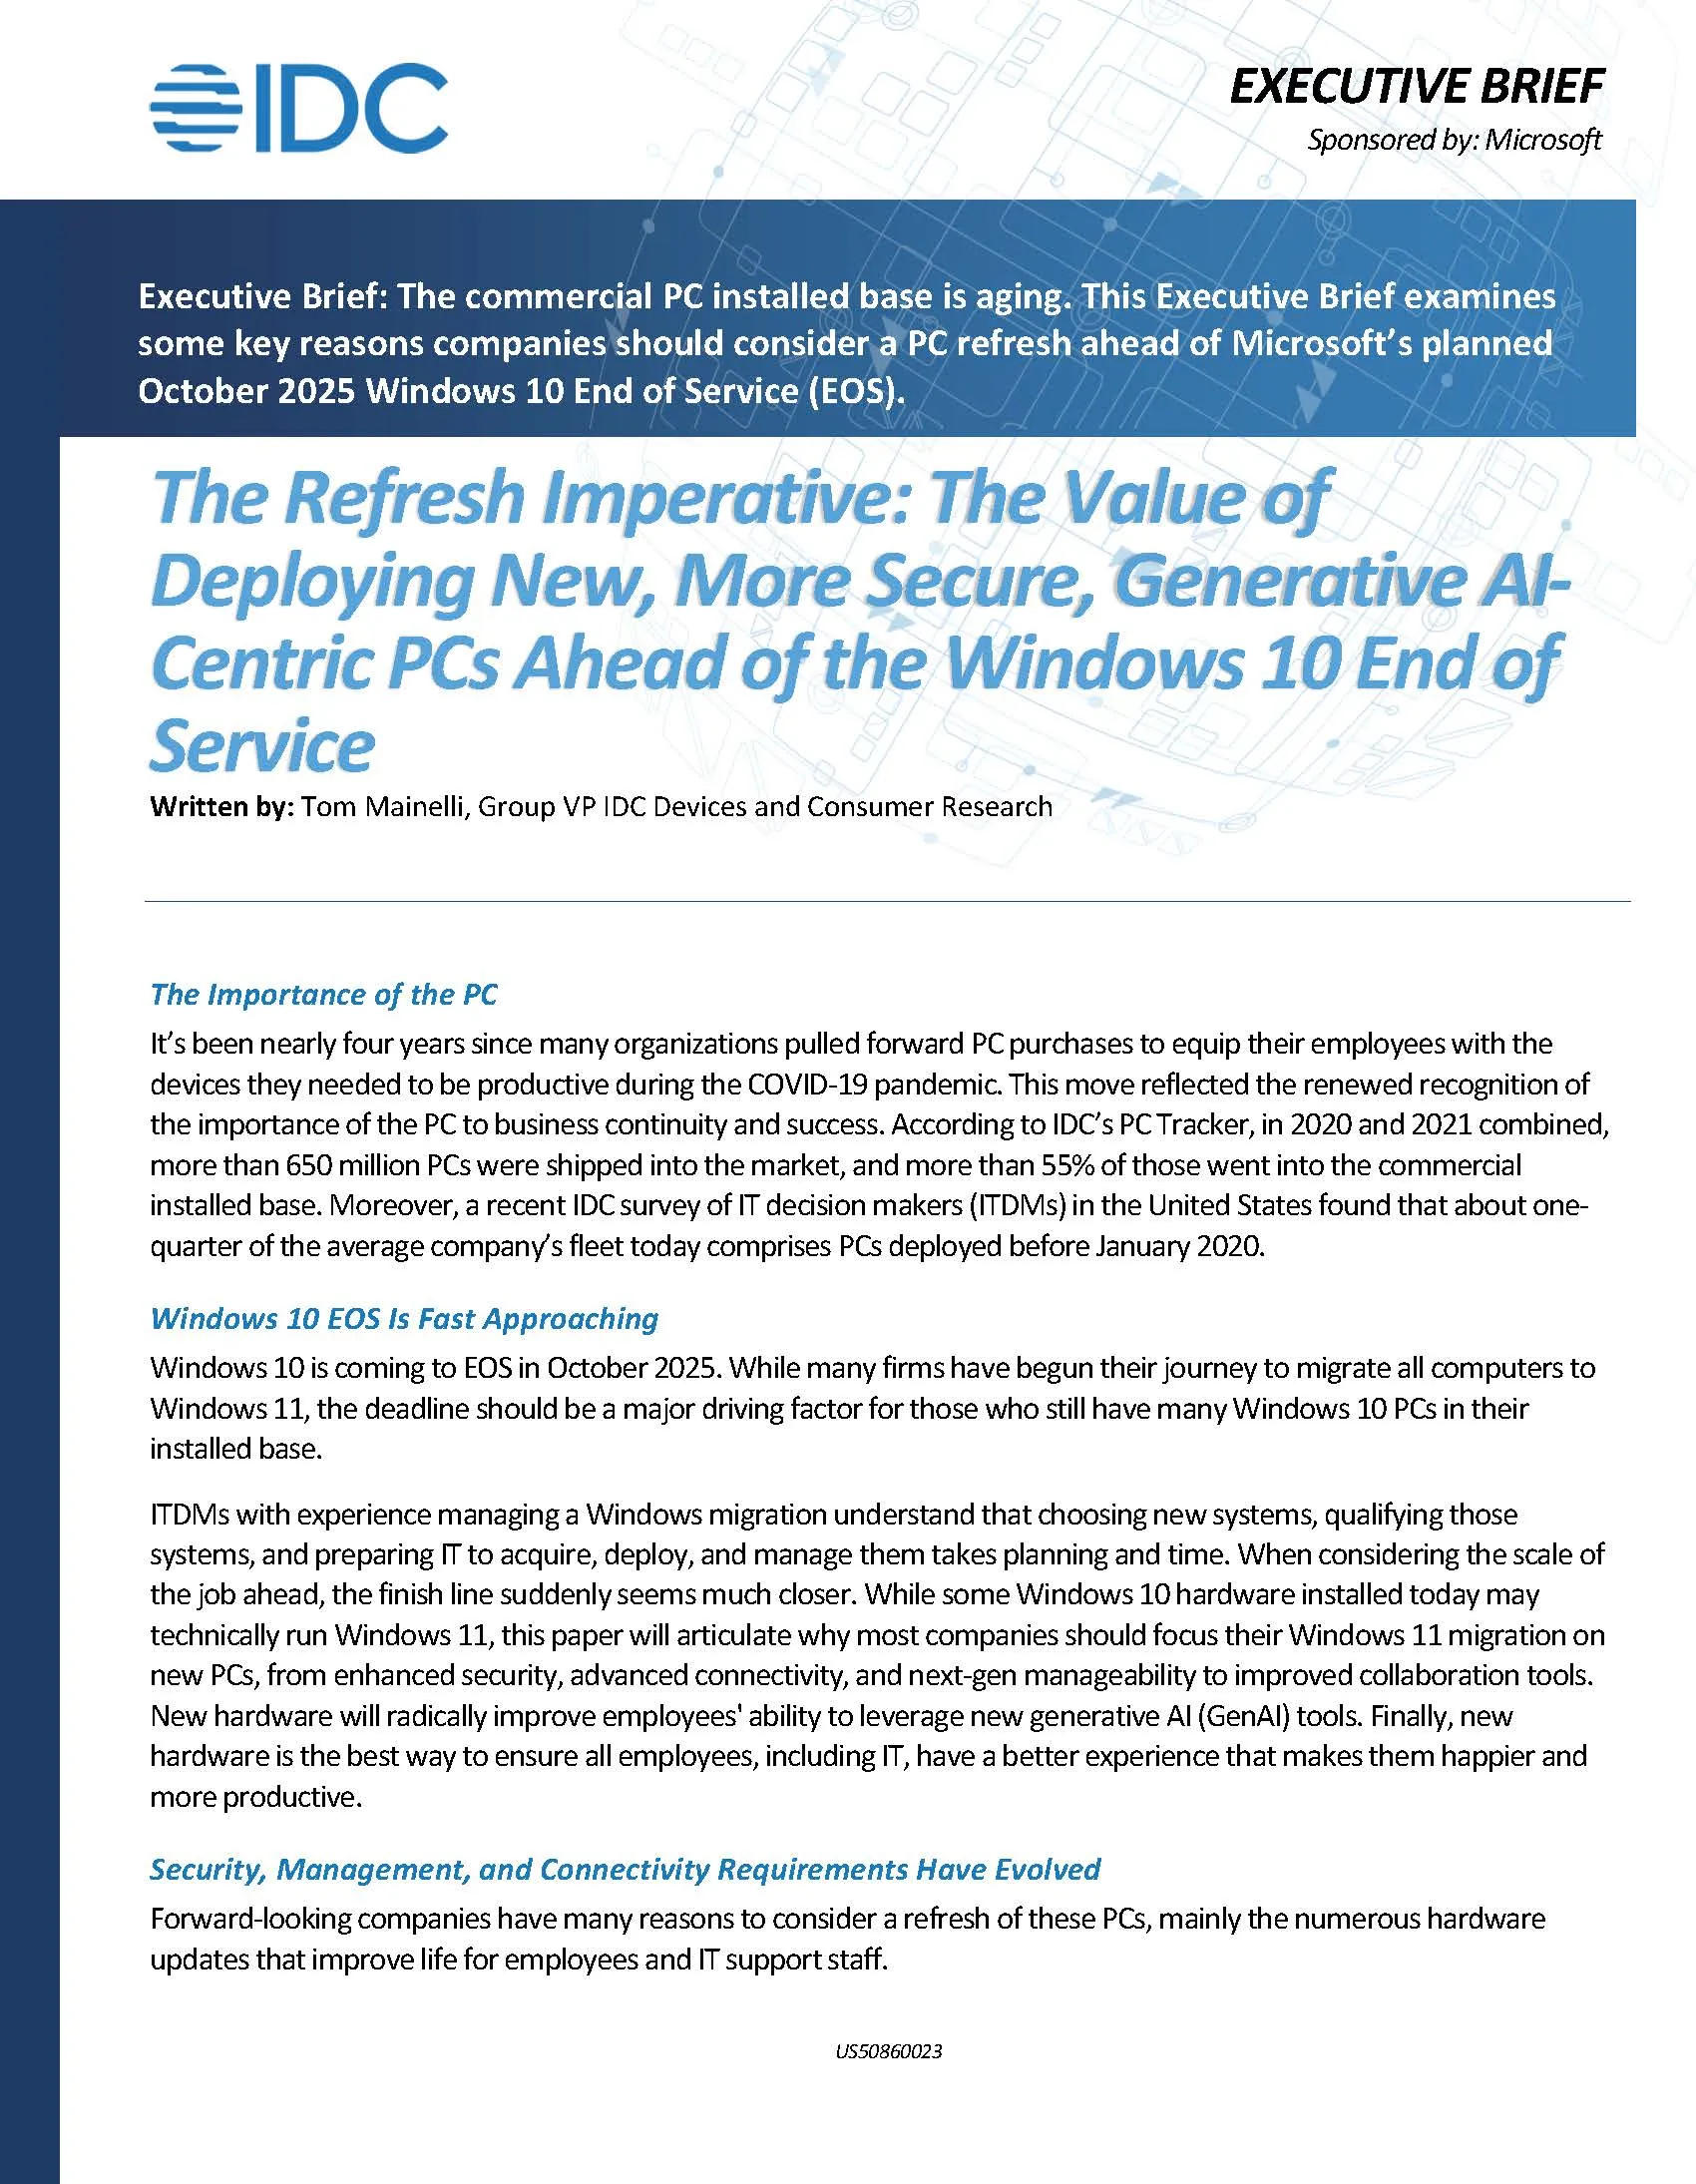 IDC
EXECUTIVE BRIEF
Sponsored by: Microsoft
Executive Brief: The commercial PC installed base is aging. This Executive Brief examines
some key reasons companies should consider a PC refresh ahead of Microsoft’s planned
October 2025 Windows 10 End of Service (EOS).
The Refresh Imperative: The Value of
Deploying New, More Secure, Generative AI-
Centric PCs Ahead of the Windows 10 End of
Service
Written by: Tom Mainelli, Group VP IDC Devices and Consumer Research
The Importance of the PC
It’s been nearly four years since many organizations pulled forward PC purchases to equip their employees with the
devices they needed to be productive during the COVID-19 pandemic. This move reflected the renewed recognition of
the importance of the PC to business continuity and success. According to IDC’s PC Tracker, in 2020 and 2021 combined,
more than 650 million PCs were shipped into the market, and more than 55% of those went into the commercial
installed base. Moreover, a recent IDC survey of IT decision makers (ITDMs) in the United States found that about one-
quarter of the average company’s fleet today comprises PCs deployed before January 2020.
Windows 10 EOS Is Fast Approaching
Windows 10 is coming to EOS in October 2025. While many firms have begun their journey to migrate all computers to
Windows 11, the deadline should be a major driving factor for those who still have many Windows 10 PCs in their
installed base.
ITDMs with experience managing a Windows migration understand that choosing new systems, qualifying those
systems, and preparing IT to acquire, deploy, and manage them takes planning and time. When considering the scale of
the job ahead, the finish line suddenly seems much closer. While some Windows 10 hardware installed today may
technically run Windows 11, this paper will articulate why most companies should focus their Windows 11 migration on
new PCs, from enhanced security, advanced connectivity, and next-gen manageability to improved collaboration tools.
New hardware will radically improve employees' ability to leverage new generative AI (GenAI) tools. Finally, new
hardware is the best way to ensure all employees, including IT, have a better experience that makes them happier and
more productive.
Security, Management, and Connectivity Requirements Have Evolved
Forward-looking companies have many reasons to consider a refresh of these PCs, mainly the numerous hardware
updates that improve life for employees and IT support staff.
US50860023